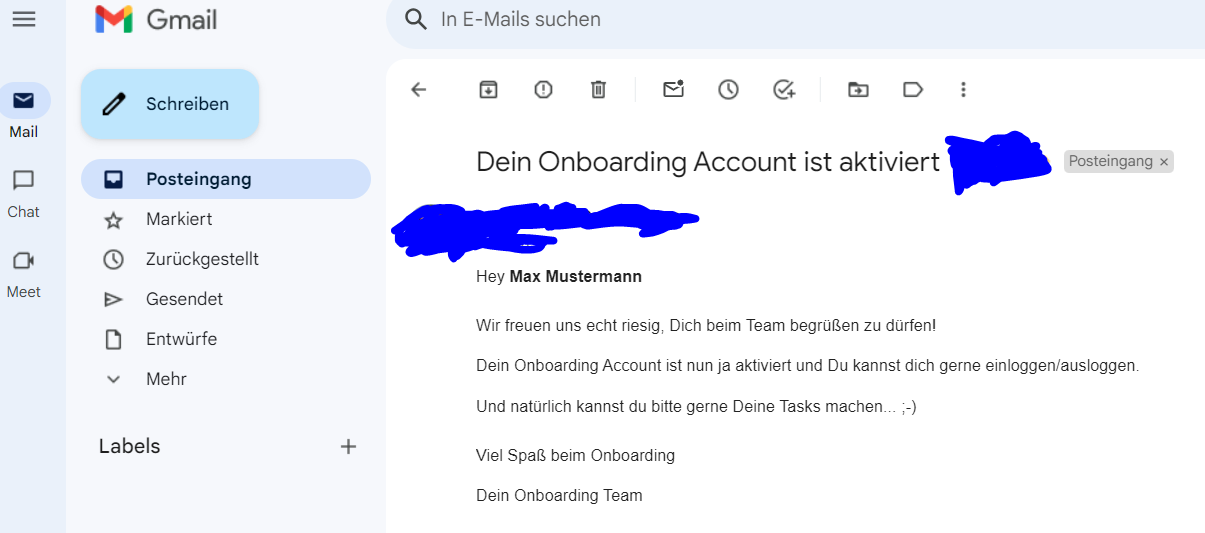 Gmail
In E-Mails suchen
Schreiben
Mail
Posteingang
Markiert
Chat
Zurückgestellt
Meet
Gesendet
Entwürfe
Mehr
Labels
Dein Onboarding Account ist aktiviert
Posteingang ×
Hey Max Mustermann
Wir freuen uns echt riesig, Dich beim Team begrüßen zu dürfen!
Dein Onboarding Account ist nun ja aktiviert und Du kannst dich gerne einloggen/ausloggen.
Und natürlich kannst du bitte gerne Deine Tasks machen... ;-)
Viel Spaß beim Onboarding
Dein Onboarding Team